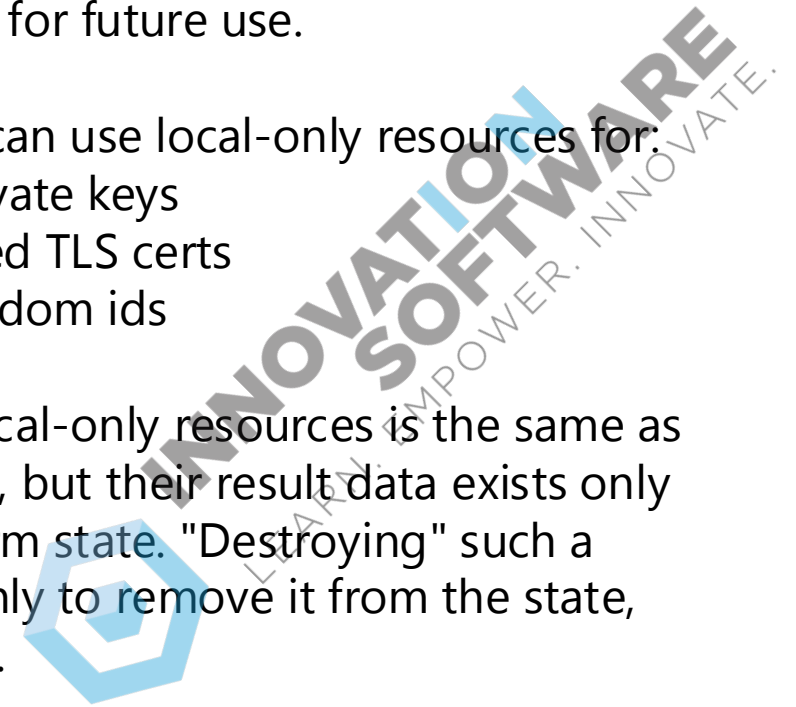 for future use.
can use local-only resources for:
vate keys
ed TLS certs
dom ids
cal-only resources is the same as
, but their result data exists only
m state. "Destroying" such a
nly to remove it from the state,
.
INNOVATION
SOFTWARE
LEARN. EMPOWER. INNOVATE.